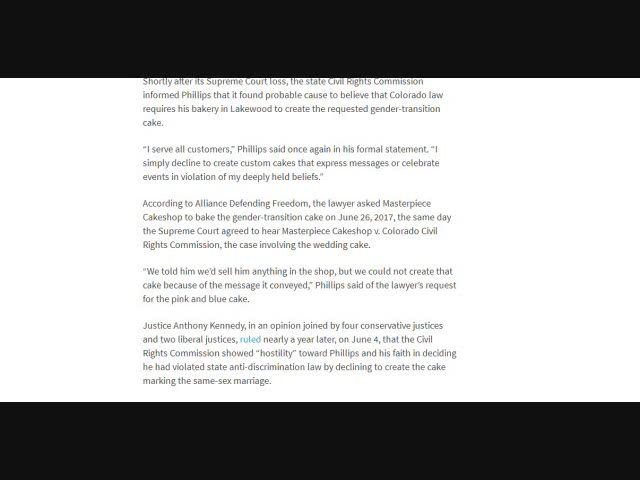 Shortly after its Supreme Court loss, the state Civil Rights Commission
informed Phillips that it found probable cause to believe that Colorado law
requires his bakery in Lakewood to create the requested gender-transition
cake.
“I serve all customers,” Phillips said once again in his formal statement. “I
simply decline to create custom cakes that express messages or celebrate
events in violation of my deeply held beliefs.”
According to Alliance Defending Freedom, the lawyer asked Masterpiece
Cakeshop to bake the gender-transition cake on June 26, 2017, the same day
the Supreme Court agreed to hear Masterpiece Cakeshop v. Colorado Civil
Rights Commission, the case involving the wedding cake.
“We told him we’d sell him anything in the shop, but we could not create that
cake because of the message it conveyed,” Phillips said of the lawyer’s request
for the pink and blue cake.
Justice Anthony Kennedy, in an opinion joined by four conservative justices
and two liberal justices, ruled nearly a year later, on June 4, that the Civil
Rights Commission showed “hostility” toward Phillips and his faith in deciding
he had violated state anti-discrimination law by declining to create the cake
marking the same-sex marriage.